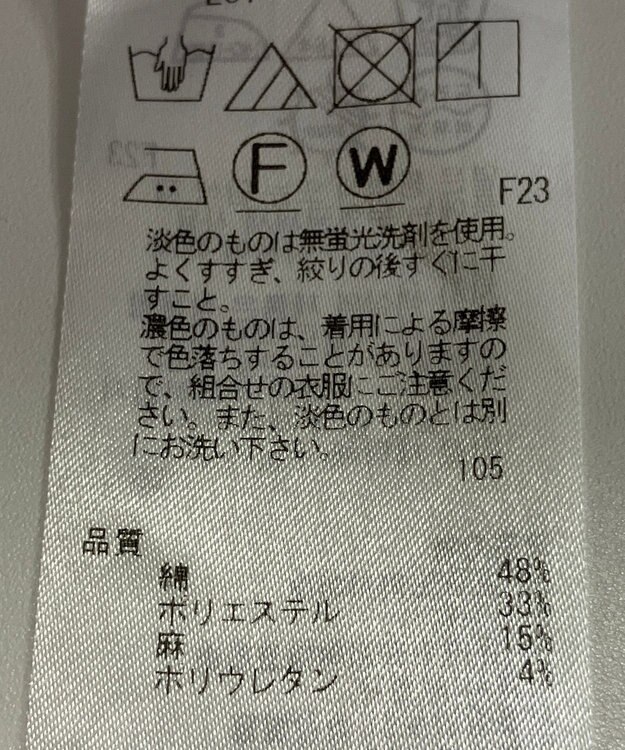 F
W
F23
淡色のものは無蛍光洗剤を使用。
よくすすぎ、絞りの後すぐに干
すこと。
濃色のものは、着用による摩擦
で色落ちすることがありますの
で、組合せの衣服にご注意くだ
さい。また、淡色のものとは別
にお洗い下さい。
105
品質
綿 48%
ポリエステル 33%
麻 15%
ポリウレタン 4%